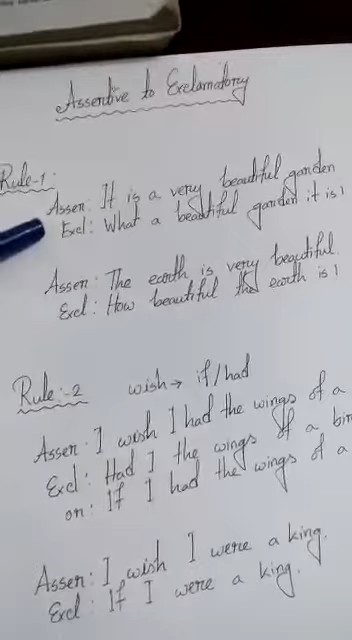 Assertive to Exclamatory
Rule-1:
Asser: It is a very beautiful garden
Excl: What a beautiful garden it is!
Asser: The earth is very beautiful.
Excl: How beautiful the earth is!
Rule:-2 wish → if/had
Asser: I wish I had the wings of a
Excl: Had I the wings of a bir
or: If I had the wings of a
Asser: I wish I were a king.
Excl: If I were a king.